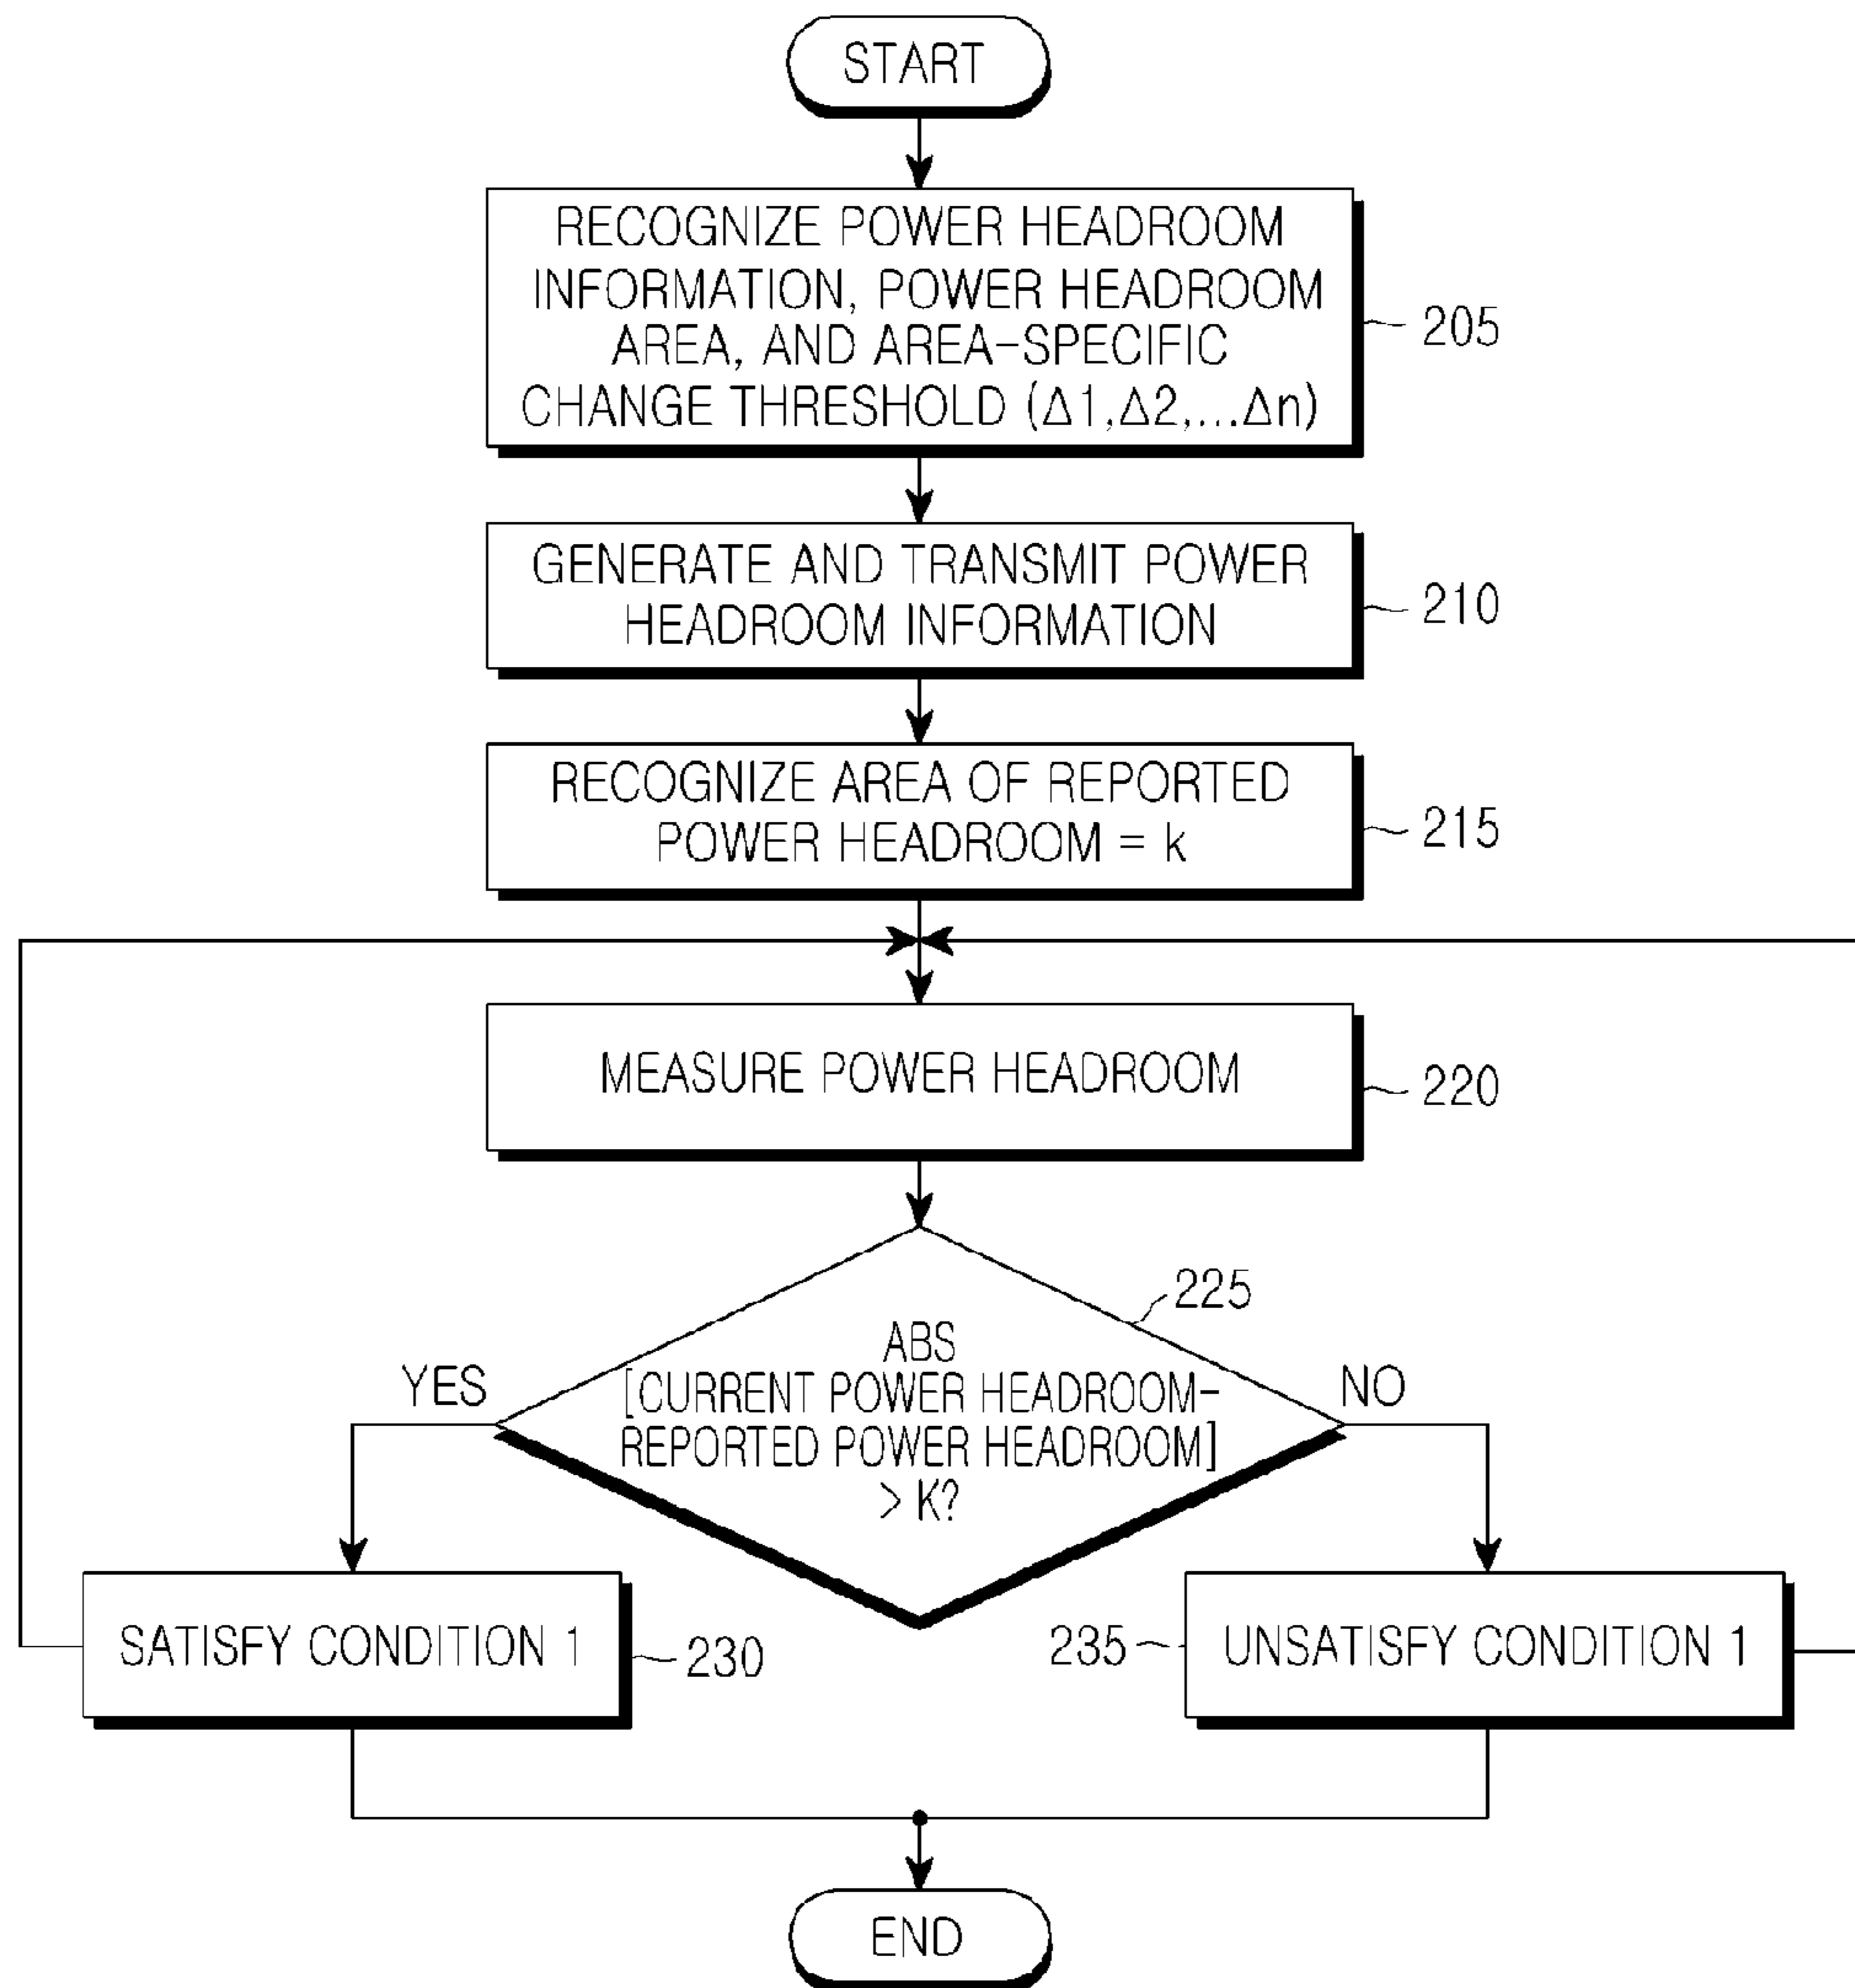 START
RECOGNIZE POWER HEADROOM
INFORMATION, POWER HEADROOM
AREA, AND AREA-SPECIFIC
CHANGE THRESHOLD (Δ1,Δ2,...Δn)
205
GENERATE AND TRANSMIT POWER
HEADROOM INFORMATION
210
RECOGNIZE AREA OF REPORTED
POWER HEADROOM = k
215
MEASURE POWER HEADROOM
220
225
ABS
[CURRENT POWER HEADROOM-
REPORTED POWER HEADROOM]
> K?
YES
NO
SATISFY CONDITION 1
230
235
UNSATISFY CONDITION 1
END